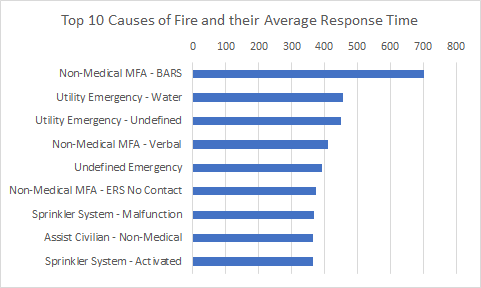 Top 10 Causes of Fire and their Average Response Time
0 100 200 300 400 500 600 700 800
Non-Medical MFA - BARS
Utility Emergency - Water
Utility Emergency - Undefined
Non-Medical MFA - Verbal
Undefined Emergency
Non-Medical MFA - ERS No Contact
Sprinkler System - Malfunction
Assist Civilian - Non-Medical
Sprinkler System - Activated